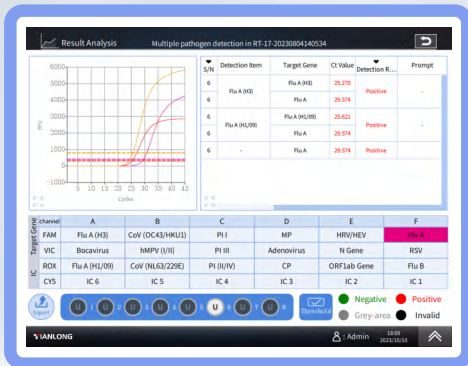 Result Analysis
Multiple pathogen detection in RT-17-20230804140534
6000
5000
4000
3000
2000
1000
0
-1000
RFU
5 10 15 20 25 30 35 40 45
Cycles
S/N Detection Item Target Gene Ct Value Detection R... Prompt
6 Flu A (H3) Flu A (H3) 25.270 Positive -
6 Flu A 29.574
6 Flu A (H1/09) Flu A (H1/09) 25.621 Positive -
6 Flu A 29.574
6 - Flu A 29.574 Positive
Target Gene
IC
channel A B C D E F
FAM Flu A (H3) CoV (OC43/HKU1) PI I MP HRV/HEV Flu A
VIC Bocavirus hMPV (I/II) PI III Adenovirus N Gene RSV
ROX Flu A (H1/09) CoV (NL63/229E) PI (II/IV) CP ORF1ab Gene Flu B
CY5 IC 6 IC 5 IC 4 IC 3 IC 2 IC 1
Export
U 1 U 2 U 3 U 4 U 5 U 6 U 7 U 8
Threshold
Negative Positive
Grey-area Invalid
TIANLONG
: Admin
2023/10/10